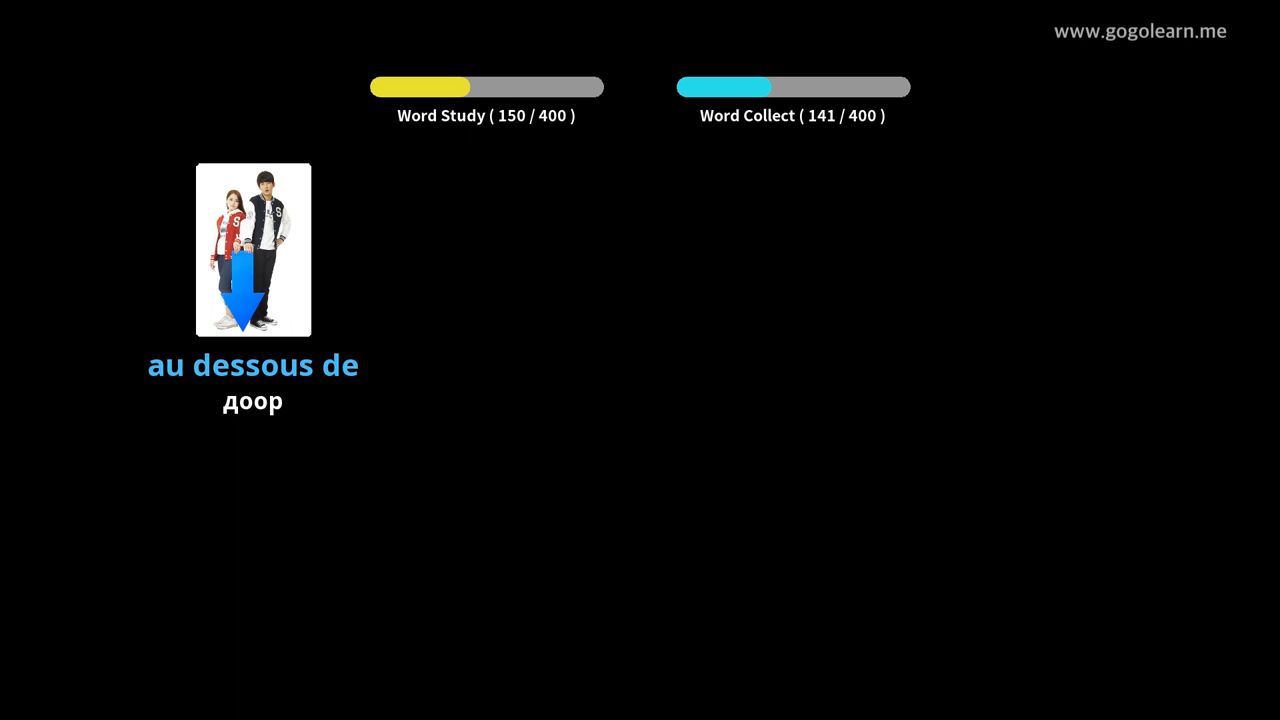 www.gogolearn.me
Word Study ( 150 / 400 )
Word Collect ( 141 / 400 )
au dessous de
доор